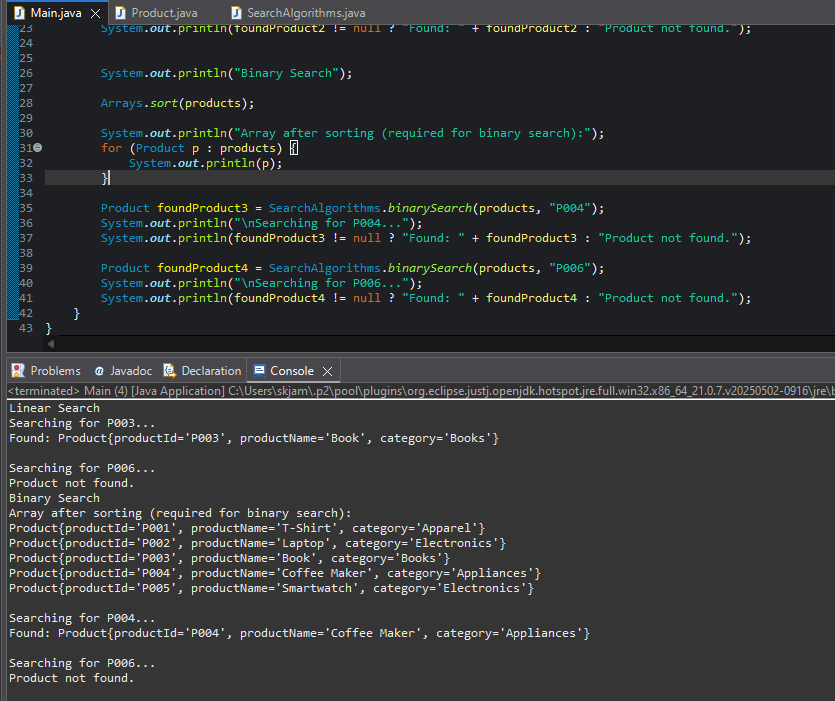 Main.java Product.java SearchAlgorithms.java
23 System.out.println(foundProduct2 != null ? "Found: " + foundProduct2 : "Product not found.");
24
25
26 System.out.println("Binary Search");
27
28 Arrays.sort(products);
29
30 System.out.println("Array after sorting (required for binary search):");
31 for (Product p : products) {
32 System.out.println(p);
33 }
34
35 Product foundProduct3 = SearchAlgorithms.binarySearch(products, "P004");
36 System.out.println("\nSearching for P004...");
37 System.out.println(foundProduct3 != null ? "Found: " + foundProduct3 : "Product not found.");
38
39 Product foundProduct4 = SearchAlgorithms.binarySearch(products, "P006");
40 System.out.println("\nSearching for P006...");
41 System.out.println(foundProduct4 != null ? "Found: " + foundProduct4 : "Product not found.");
42 }
43 }
Problems @ Javadoc Declaration Console
<terminated> Main (4) [Java Application] C:\Users\skjam\.p2\pool\plugins\org.eclipse.justj.openjdk.hotspot.jre.full.win32.x86_64_21.0.7.v20250502-0916\jre\
Linear Search
Searching for P003...
Found: Product{productId='P003', productName='Book', category='Books'}
Searching for P006...
Product not found.
Binary Search
Array after sorting (required for binary search):
Product{productId='P001', productName='T-Shirt', category='Apparel'}
Product{productId='P002', productName='Laptop', category='Electronics'}
Product{productId='P003', productName='Book', category='Books'}
Product{productId='P004', productName='Coffee Maker', category='Appliances'}
Product{productId='P005', productName='Smartwatch', category='Electronics'}
Searching for P004...
Found: Product{productId='P004', productName='Coffee Maker', category='Appliances'}
Searching for P006...
Product not found.